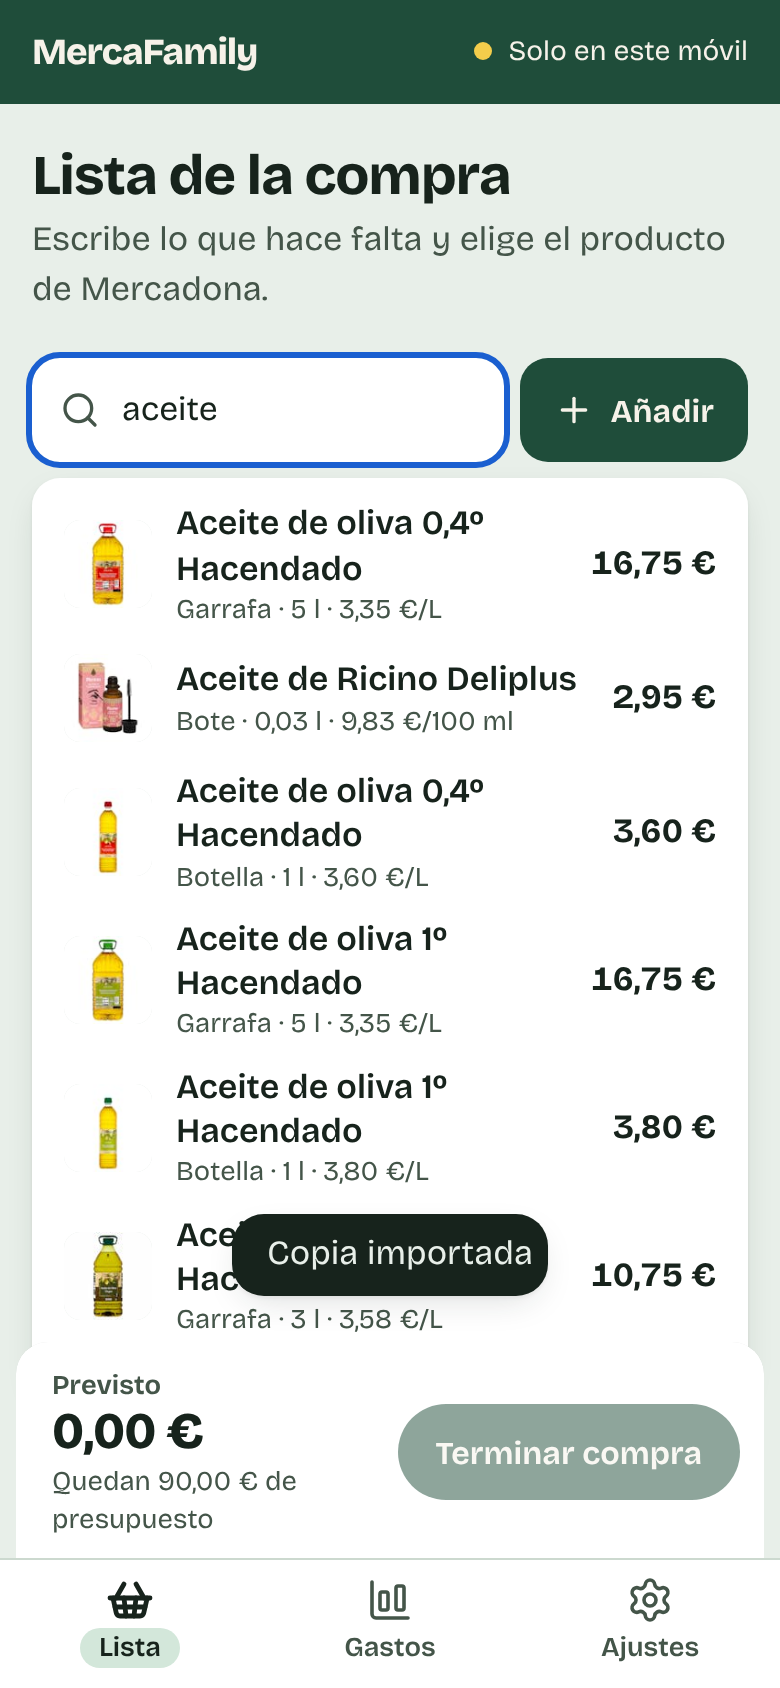 MercaFamily
Solo en este móvil
Lista de la compra
Escribe lo que hace falta y elige el producto
de Mercadona.
aceite
Añadir
Aceite de oliva 0,4º
Hacendado
16,75 €
Garrafa · 5 l · 3,35 €/L
Aceite de Ricino Deliplus
2,95 €
Bote · 0,03 l · 9,83 €/100 ml
Aceite de oliva 0,4º
Hacendado
3,60 €
Botella · 1 l · 3,60 €/L
Aceite de oliva 1º
Hacendado
16,75 €
Garrafa · 5 l · 3,35 €/L
Aceite de oliva 1º
Hacendado
3,80 €
Botella · 1 l · 3,80 €/L
Copia importada
10,75 €
Garrafa · 3 l · 3,58 €/L
Previsto
0,00 €
Quedan 90,00 € de
presupuesto
Terminar compra
Lista
Gastos
Ajustes